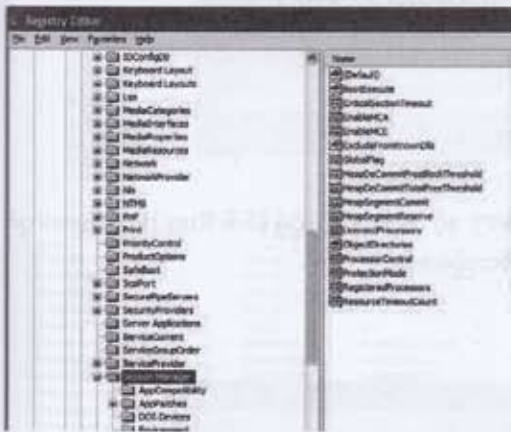 Registry Editor
File Edit View Favorites Help
IDConfigDB
Keyboard Layout
Keyboard Layouts
Lsa
MediaCategories
MediaInterfaces
MediaProperties
MediaResources
Network
NetworkProvider
Nls
NTMS
PnP
Print
PriorityControl
ProductOptions
SafeBoot
ScsiPort
SecurePipeServers
SecurityProviders
Server Applications
ServiceCurrent
ServiceGroupOrder
ServiceProvider
Session Manager
AppCompatibility
AppPatches
DOS Devices
Environment
Name
(Default)
BootExecute
CriticalSectionTimeout
EnableMCA
EnableMCE
ExcludeFromKnownDlls
GlobalFlag
HeapDeCommitFreeBlockThreshold
HeapDeCommitTotalFreeThreshold
HeapSegmentCommit
HeapSegmentReserve
LicensedProcessors
ObjectDirectories
ProcessorControl
ProtectionMode
RegisteredProcessors
ResourceTimeoutCount